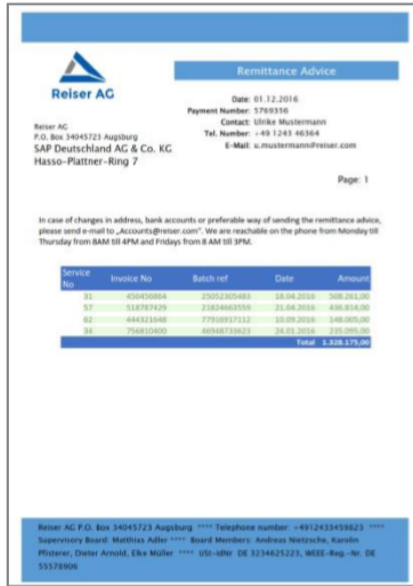 Reiser AG
Remittance Advice
Date: 01.12.2016
Payment Number: 5769356
Contact: Ulrike Mustermann
Tel. Number: +49 1243 46364
E-Mail: u.mustermann@reiser.com
Reiser AG
P.O. Box 34045723 Augsburg
SAP Deutschland AG & Co. KG
Hasso-Plattner-Ring 7
Page: 1
In case of changes in address, bank accounts or preferable way of sending the remittance advice,
please send e-mail to „Accounts@reiser.com". We are reachable on the phone from Monday till
Thursday from 8AM till 4PM and Fridays from 8 AM till 3PM.
Service No Invoice No Batch ref Date Amount
31 450456864 25052305483 18.04.2016 508.261,00
57 518787429 21824663559 21.04.2016 436.814,00
62 444321648 77916917112 10.09.2016 148.005,00
34 756810400 46948733623 24.01.2016 235.095,00
Total 1.328.175,00
Reiser AG P.O. Box 34045723 Augsburg **** Telephone number: +4912433459823 ****
Supervisory Board: Matthias Adler **** Board Members: Andreas Nietzsche, Karolin
Pfisterer, Dieter Arnold, Elke Müller **** USt-IdNr DE 3234625223, WEEE-Reg.-Nr. DE
55578906